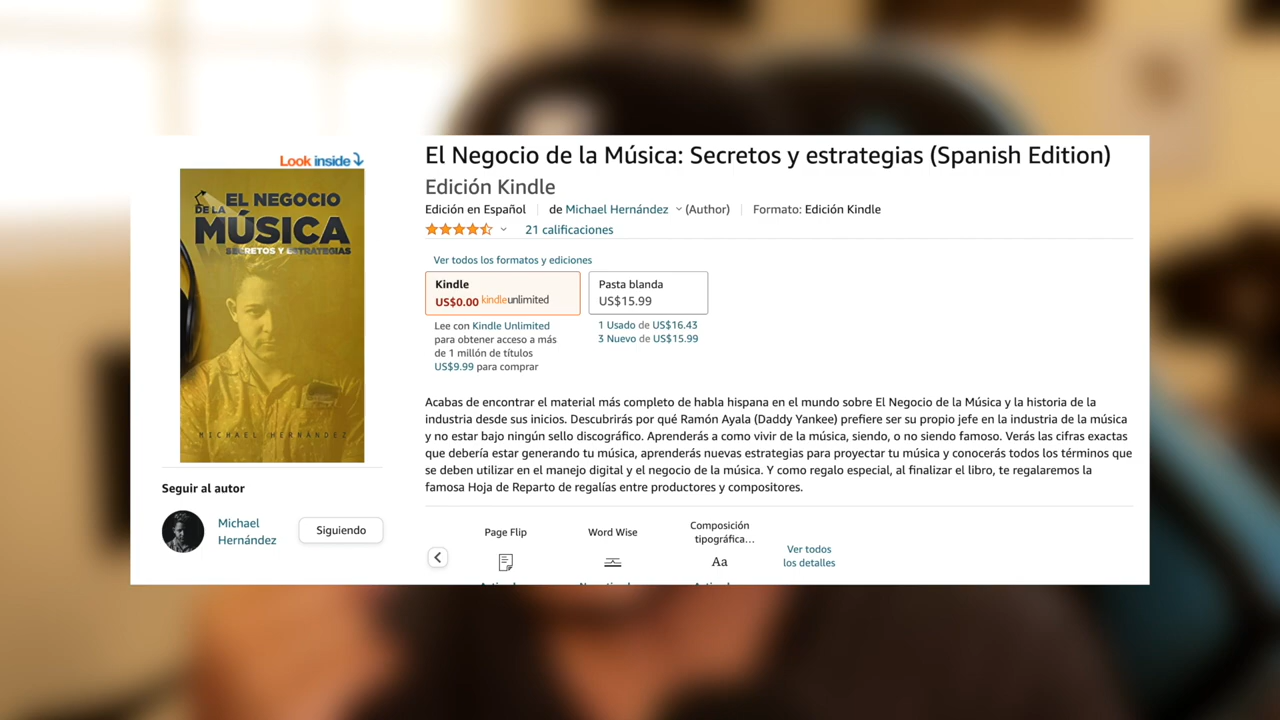 Look inside
EL NEGOCIO
DE LA
MÚSICA
SECRETOS Y ESTRATEGIAS
MICHAEL HERNÁNDEZ
Seguir al autor
Michael
Hernández
Siguiendo
El Negocio de la Música: Secretos y estrategias (Spanish Edition)
Edición Kindle
Edición en Español de Michael Hernández (Author) Formato: Edición Kindle
21 calificaciones
Ver todos los formatos y ediciones
Kindle
US$0.00 kindleunlimited
Pasta blanda
US$15.99
Lee con Kindle Unlimited
para obtener acceso a más
de 1 millón de títulos
US$9.99 para comprar
1 Usado de US$16.43
3 Nuevo de US$15.99
Acabas de encontrar el material más completo de habla hispana en el mundo sobre El Negocio de la Música y la historia de la
industria desde sus inicios. Descubrirás por qué Ramón Ayala (Daddy Yankee) prefiere ser su propio jefe en la industria de la música
y no estar bajo ningún sello discográfico. Aprenderás a como vivir de la música, siendo, o no siendo famoso. Verás las cifras exactas
que debería estar generando tu música, aprenderás nuevas estrategias para proyectar tu música y conocerás todos los términos que
se deben utilizar en el manejo digital y el negocio de la música. Y como regalo especial, al finalizar el libro, te regalaremos la
famosa Hoja de Reparto de regalías entre productores y compositores.
Page Flip
Word Wise
Composición
tipográfica…
Aa
Ver todos
los detalles